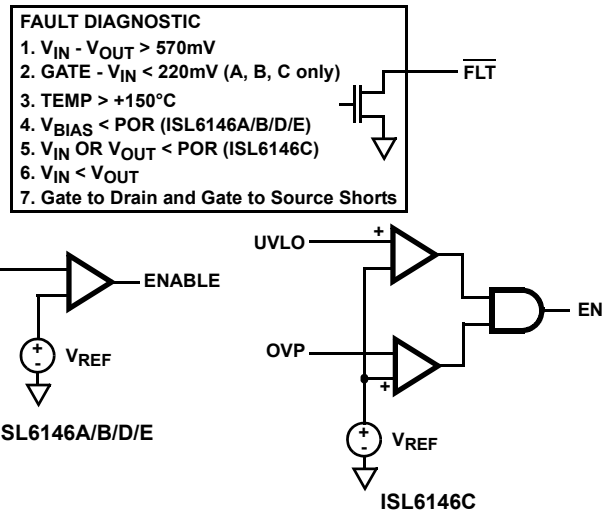 FAULT DIAGNOSTIC
1. VIN - VOUT > 570mV
2. GATE - VIN < 220mV (A, B, C only)
3. TEMP > +150°C
4. VBIAS < POR (ISL6146A/B/D/E)
5. VIN OR VOUT < POR (ISL6146C)
6. VIN < VOUT
7. Gate to Drain and Gate to Source Shorts
FLT
UVLO
+
ENABLE
EN
OVP
+
+
-
VREF
SL6146A/B/D/E
+
-
VREF
ISL6146C